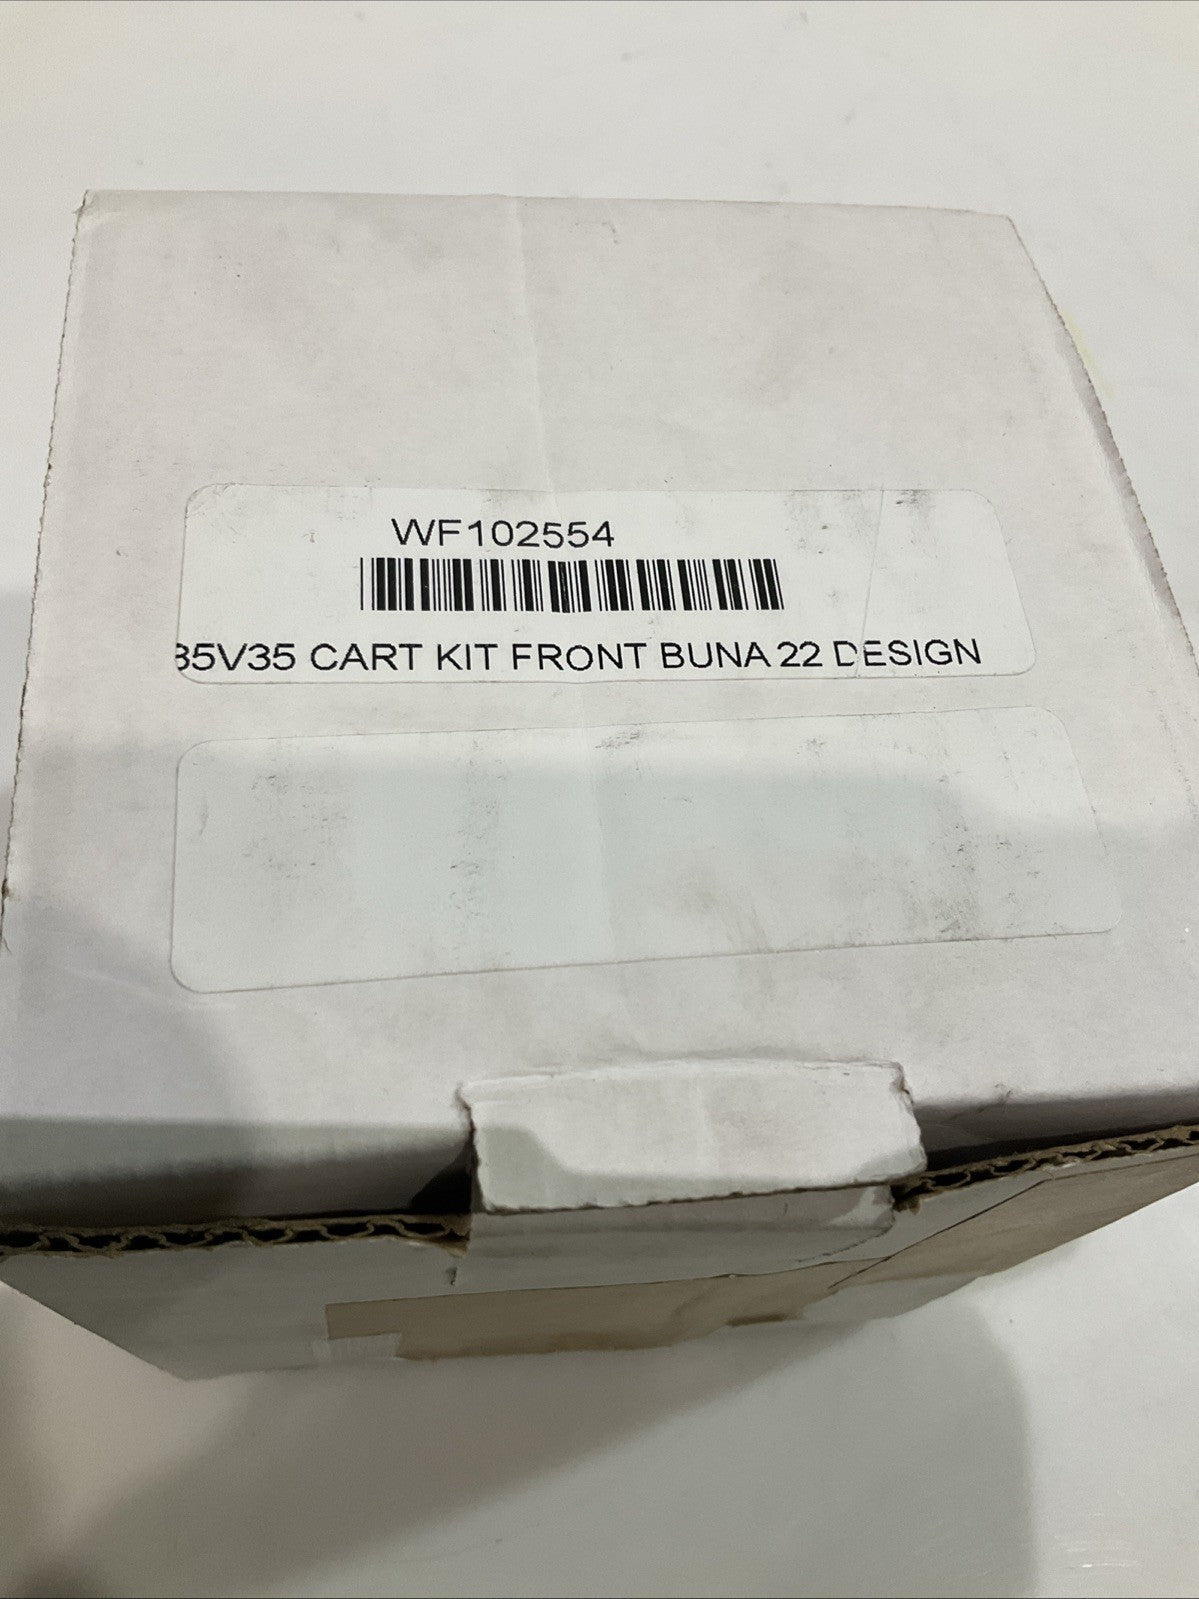 WF102554
35V35 CART KIT FRONT BUNA 22 DESIGN